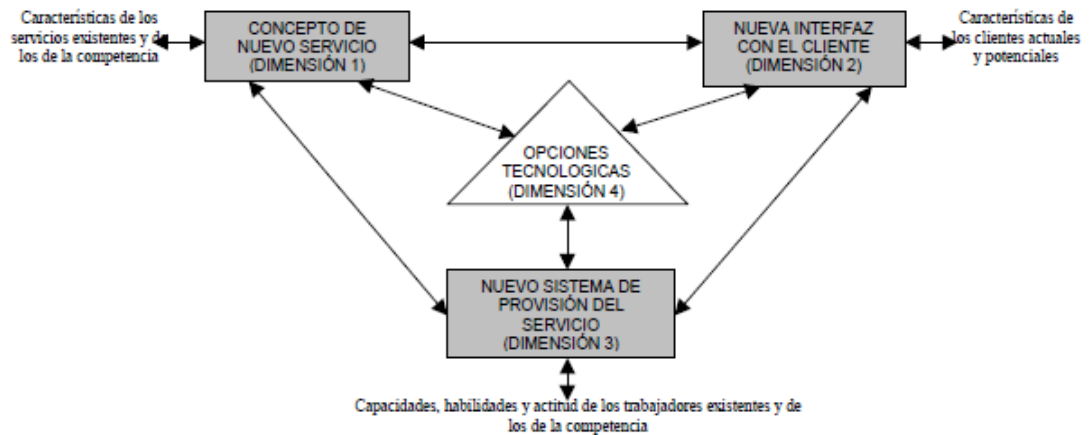 Características de los
servicios existentes y de
los de la competencia
CONCEPTO DE
NUEVO SERVICIO
(DIMENSIÓN 1)
NUEVA INTERFAZ
CON EL CLIENTE
(DIMENSIÓN 2)
Características de
los clientes actuales
y potenciales
OPCIONES
TECNOLOGICAS
(DIMENSIÓN 4)
NUEVO SISTEMA DE
PROVISIÓN DEL
SERVICIO
(DIMENSIÓN 3)
Capacidades, habilidades y actitud de los trabajadores existentes y de
los de la competencia